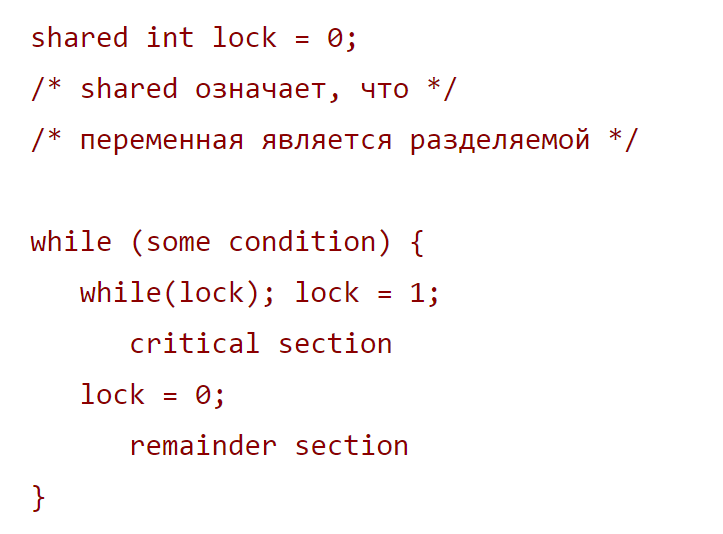 shared int lock = 0;
/* shared означает, что */
/* переменная является разделяемой */
while (some condition) {
while(lock); lock = 1;
critical section
lock = 0;
remainder section
}